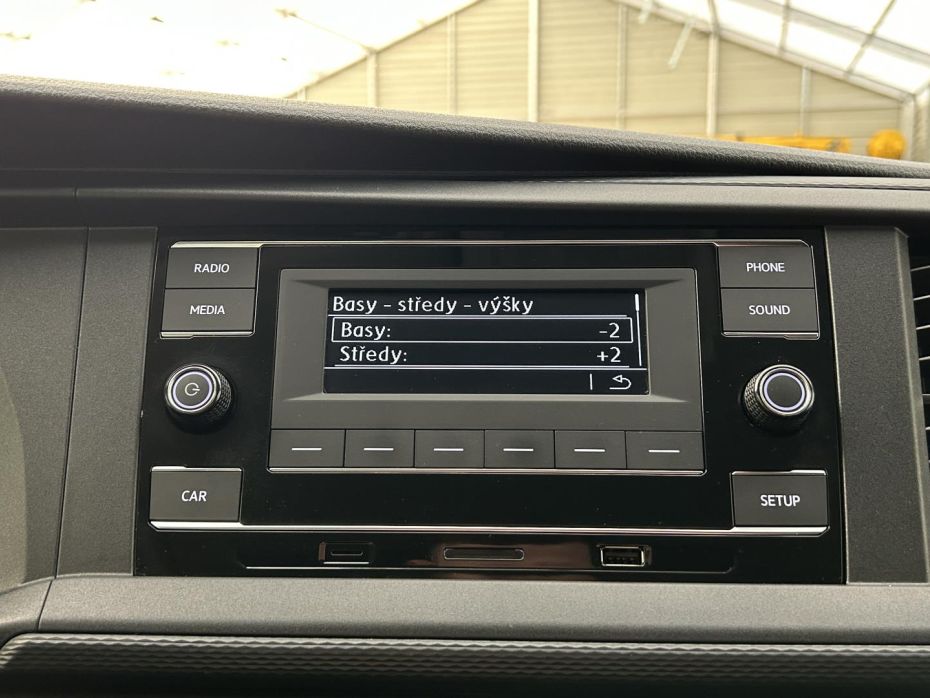 RADIO
PHONE
MEDIA
SOUND
Basy - středy - výšky
Basy: -2
Středy: +2
CAR
SETUP